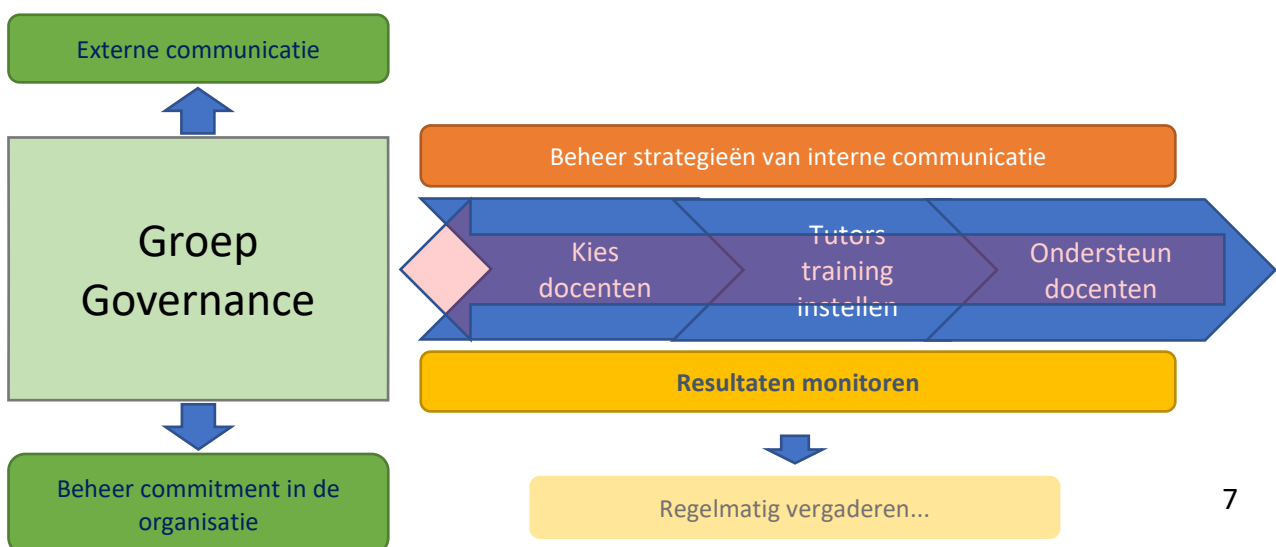 Externe communicatie
Groep
Governance
Beheer commitment in de
organisatie
Beheer strategieën van interne communicatie
Kies
docenten
Tutors
training
instellen
Ondersteun
docenten
Resultaten monitoren
Regelmatig vergaderen...
7